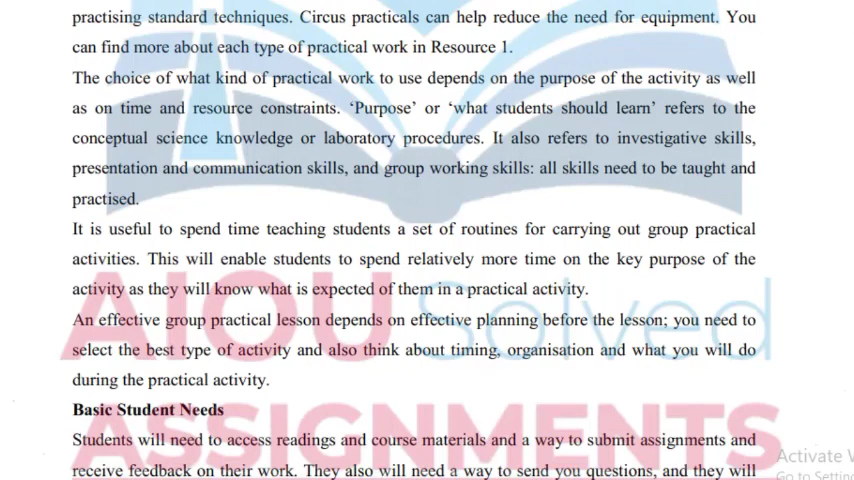 practising standard techniques. Circus practicals can help reduce the need for equipment. You
can find more about each type of practical work in Resource 1.
The choice of what kind of practical work to use depends on the purpose of the activity as well
as on time and resource constraints. ‘Purpose’ or ‘what students should learn’ refers to the
conceptual science knowledge or laboratory procedures. It also refers to investigative skills,
presentation and communication skills, and group working skills: all skills need to be taught and
practised.
It is useful to spend time teaching students a set of routines for carrying out group practical
activities. This will enable students to spend relatively more time on the key purpose of the
activity as they will know what is expected of them in a practical activity.
AIOU Solved
An effective group practical lesson depends on effective planning before the lesson; you need to
select the best type of activity and also think about timing, organisation and what you will do
during the practical activity.
Basic Student Needs
ASSIGNMENTS
Students will need to access readings and course materials and a way to submit assignments and
receive feedback on their work. They also will need a way to send you questions, and they will
Activate
Go to Settin